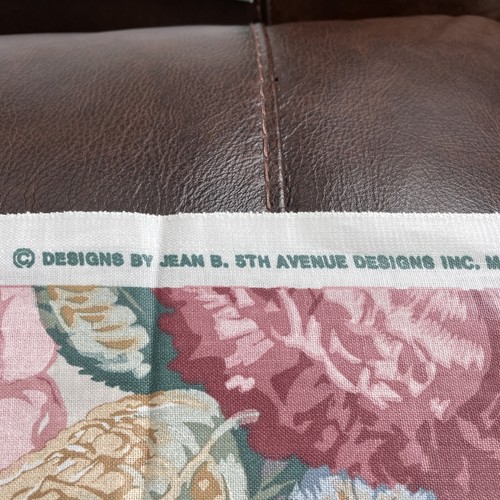 © DESIGNS BY JEAN B. 5TH AVENUE DESIGNS INC. M